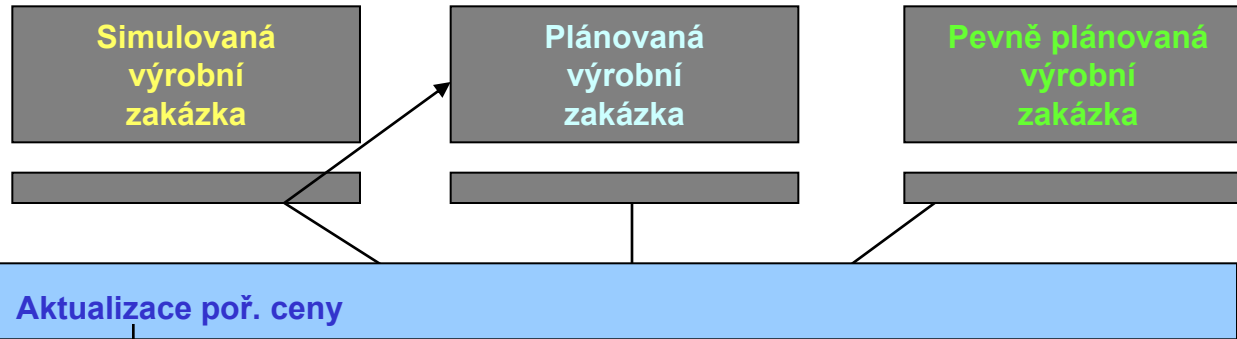 Simulovaná
výrobní
zakázka
Plánovaná
výrobní
zakázka
Pevně plánovaná
výrobní
zakázka
Aktualizace poř. ceny